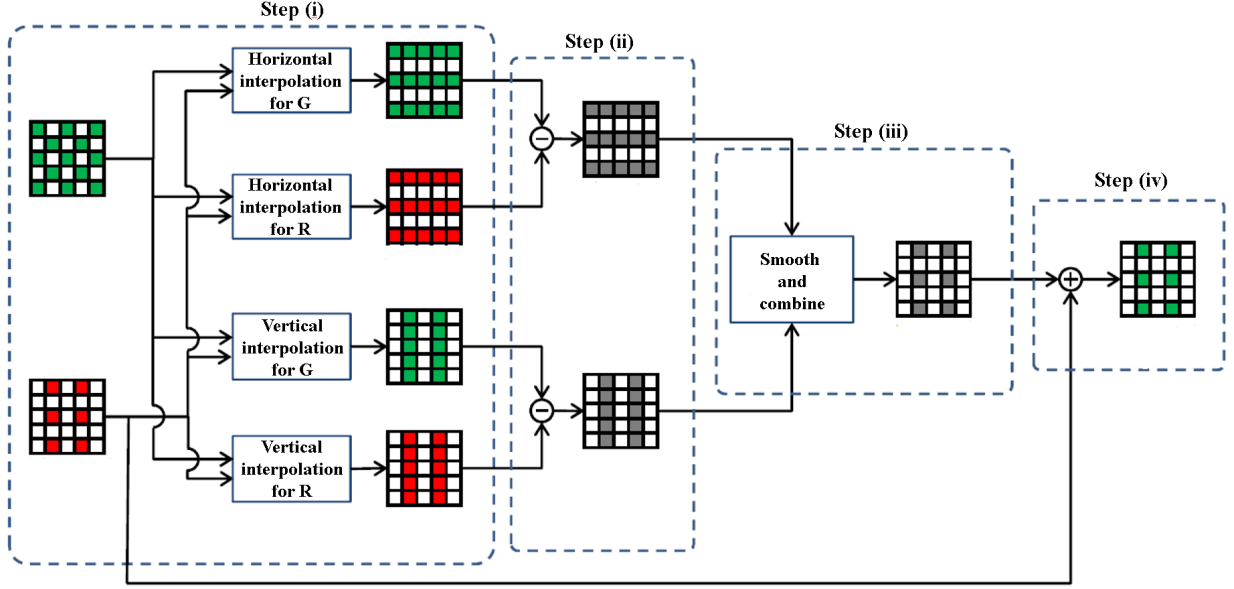 Step (i)
Horizontal
interpolation
for G
Horizontal
interpolation
for R
Vertical
interpolation
for G
Vertical
interpolation
for R
Step (ii)
−
−
Step (iii)
Smooth
and
combine
Step (iv)
+